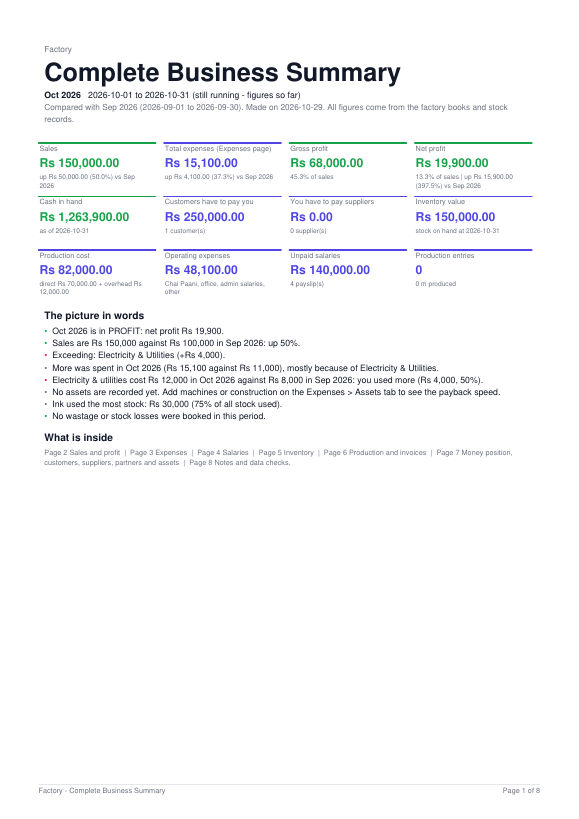 Factory
Complete Business Summary
Oct 2026 2026-10-01 to 2026-10-31 (still running - figures so far)
Compared with Sep 2026 (2026-09-01 to 2026-09-30). Made on 2026-10-29. All figures come from the factory books and stock
records.
Sales
Rs 150,000.00
up Rs 50,000.00 (50.0%) vs Sep
2026
Total expenses (Expenses page)
Rs 15,100.00
up Rs 4,100.00 (37.3%) vs Sep 2026
Gross profit
Rs 68,000.00
45.3% of sales
Net profit
Rs 19,900.00
13.3% of sales | up Rs 15,900.00
(397.5%) vs Sep 2026
Cash in hand
Rs 1,263,900.00
as of 2026-10-31
Customers have to pay you
Rs 250,000.00
1 customer(s)
You have to pay suppliers
Rs 0.00
0 supplier(s)
Inventory value
Rs 150,000.00
stock on hand at 2026-10-31
Production cost
Rs 82,000.00
direct Rs 70,000.00 + overhead Rs
12,000.00
Operating expenses
Rs 48,100.00
Chai Paani, office, admin salaries,
other
Unpaid salaries
Rs 140,000.00
4 payslip(s)
Production entries
0
0 m produced
The picture in words
• Oct 2026 is in PROFIT: net profit Rs 19,900.
• Sales are Rs 150,000 against Rs 100,000 in Sep 2026: up 50%.
• Exceeding: Electricity & Utilities (+Rs 4,000).
• More was spent in Oct 2026 (Rs 15,100 against Rs 11,000), mostly because of Electricity & Utilities.
• Electricity & utilities cost Rs 12,000 in Oct 2026 against Rs 8,000 in Sep 2026: you used more (Rs 4,000, 50%).
• No assets are recorded yet. Add machines or construction on the Expenses > Assets tab to see the payback speed.
• Ink used the most stock: Rs 30,000 (75% of all stock used).
• No wastage or stock losses were booked in this period.
What is inside
Page 2 Sales and profit | Page 3 Expenses | Page 4 Salaries | Page 5 Inventory | Page 6 Production and invoices | Page 7 Money position,
customers, suppliers, partners and assets | Page 8 Notes and data checks.
Factory - Complete Business Summary
Page 1 of 8